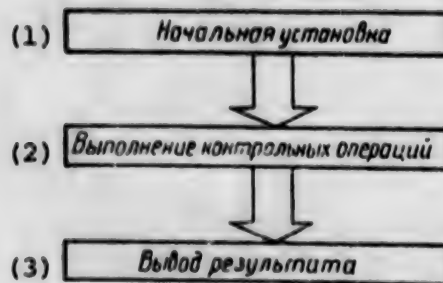 (1) Начальная установка
(2) Выполнение контрольных операций
(3) Вывод результата